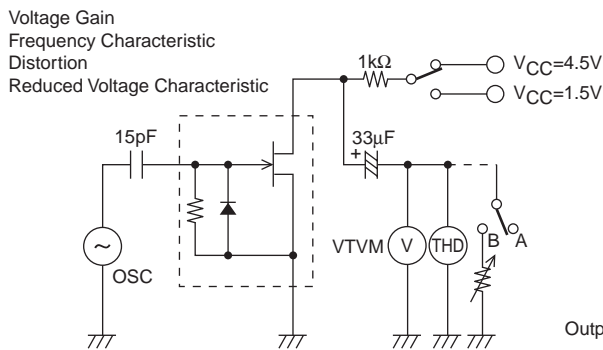 Voltage Gain
Frequency Characteristic
Distortion
Reduced Voltage Characteristic
1kΩ
VCC=4.5V
VCC=1.5V
15pF
33μF
+
OSC
VTVM
V
THD
B
A
Outp